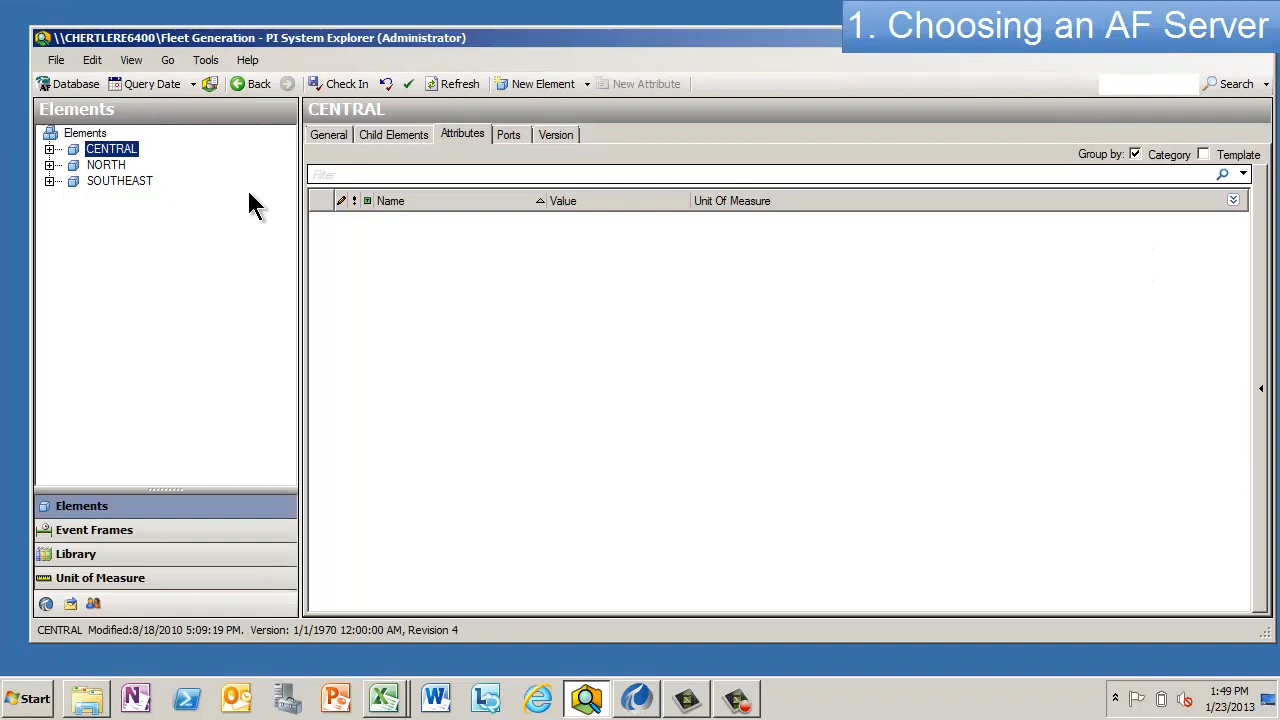 1. Choosing an AF Server
\\CHERTLERE6400\Fleet Generation - PI System Explorer (Administrator)
File Edit View Go Tools Help
Database Query Date Back Check In Refresh New Element New Attribute Search
Elements
CENTRAL
Elements
CENTRAL
NORTH
SOUTHEAST
General Child Elements Attributes Ports Version
Group by: Category Template
Filter
Name Value Unit Of Measure
Elements
Event Frames
Library
Unit of Measure
CENTRAL Modified:8/18/2010 5:09:19 PM. Version: 1/1/1970 12:00:00 AM, Revision 4
Start
1:49 PM
1/23/2013